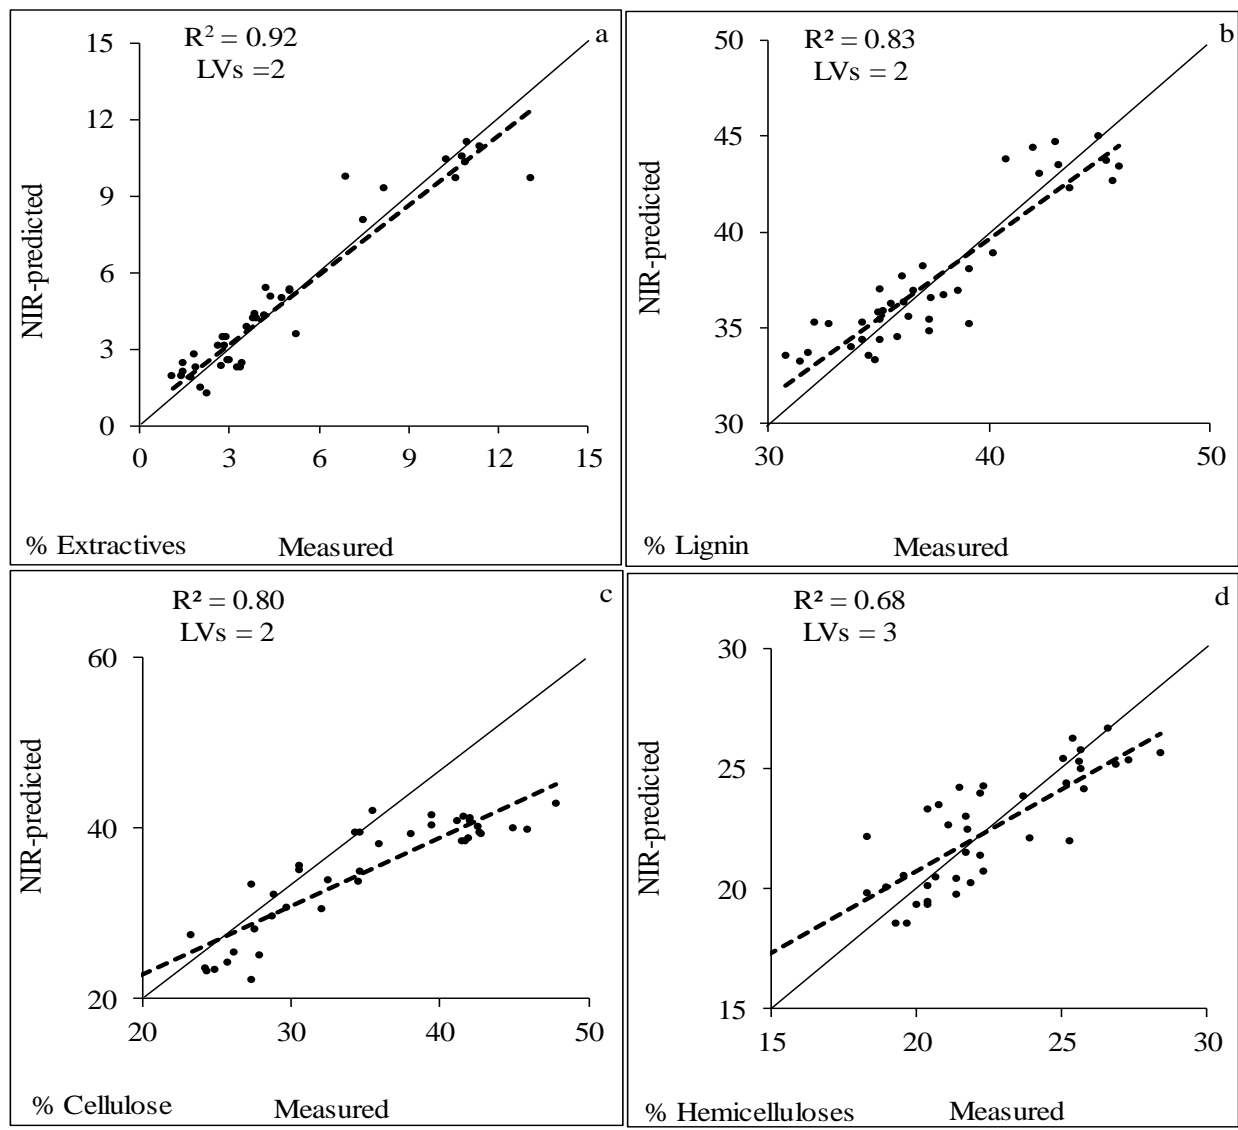 a
R² = 0.92
LVs =2
15
12
9
6
3
0
0 3 6 9 12 15
NIR-predicted
% Extractives Measured
b
R² = 0.83
LVs = 2
50
45
40
35
30
30 40 50
NIR-predicted
% Lignin Measured
c
R² = 0.80
LVs = 2
60
40
20
20 30 40 50
NIR-predicted
% Cellulose Measured
d
R² = 0.68
LVs = 3
30
25
20
15
15 20 25 30
NIR-predicted
% Hemicelluloses Measured